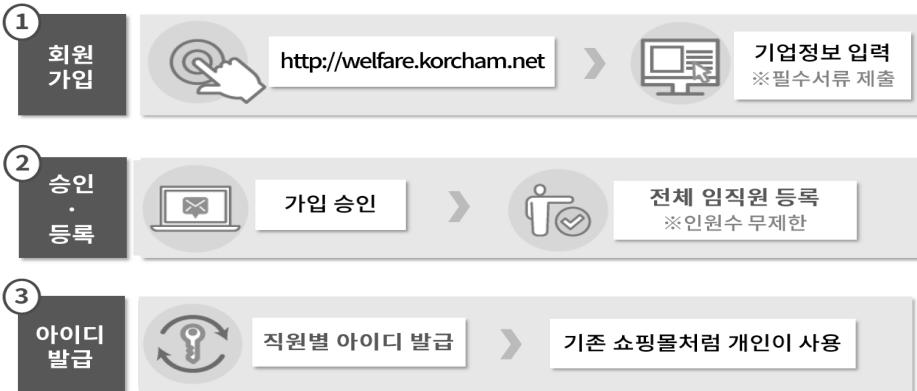 1
회원
가입
http://welfare.korcham.net
기업정보 입력
※필수서류 제출
2
승인
·
등록
가입 승인
전체 임직원 등록
※인원수 무제한
3
아이디
발급
직원별 아이디 발급
기존 쇼핑몰처럼 개인이 사용